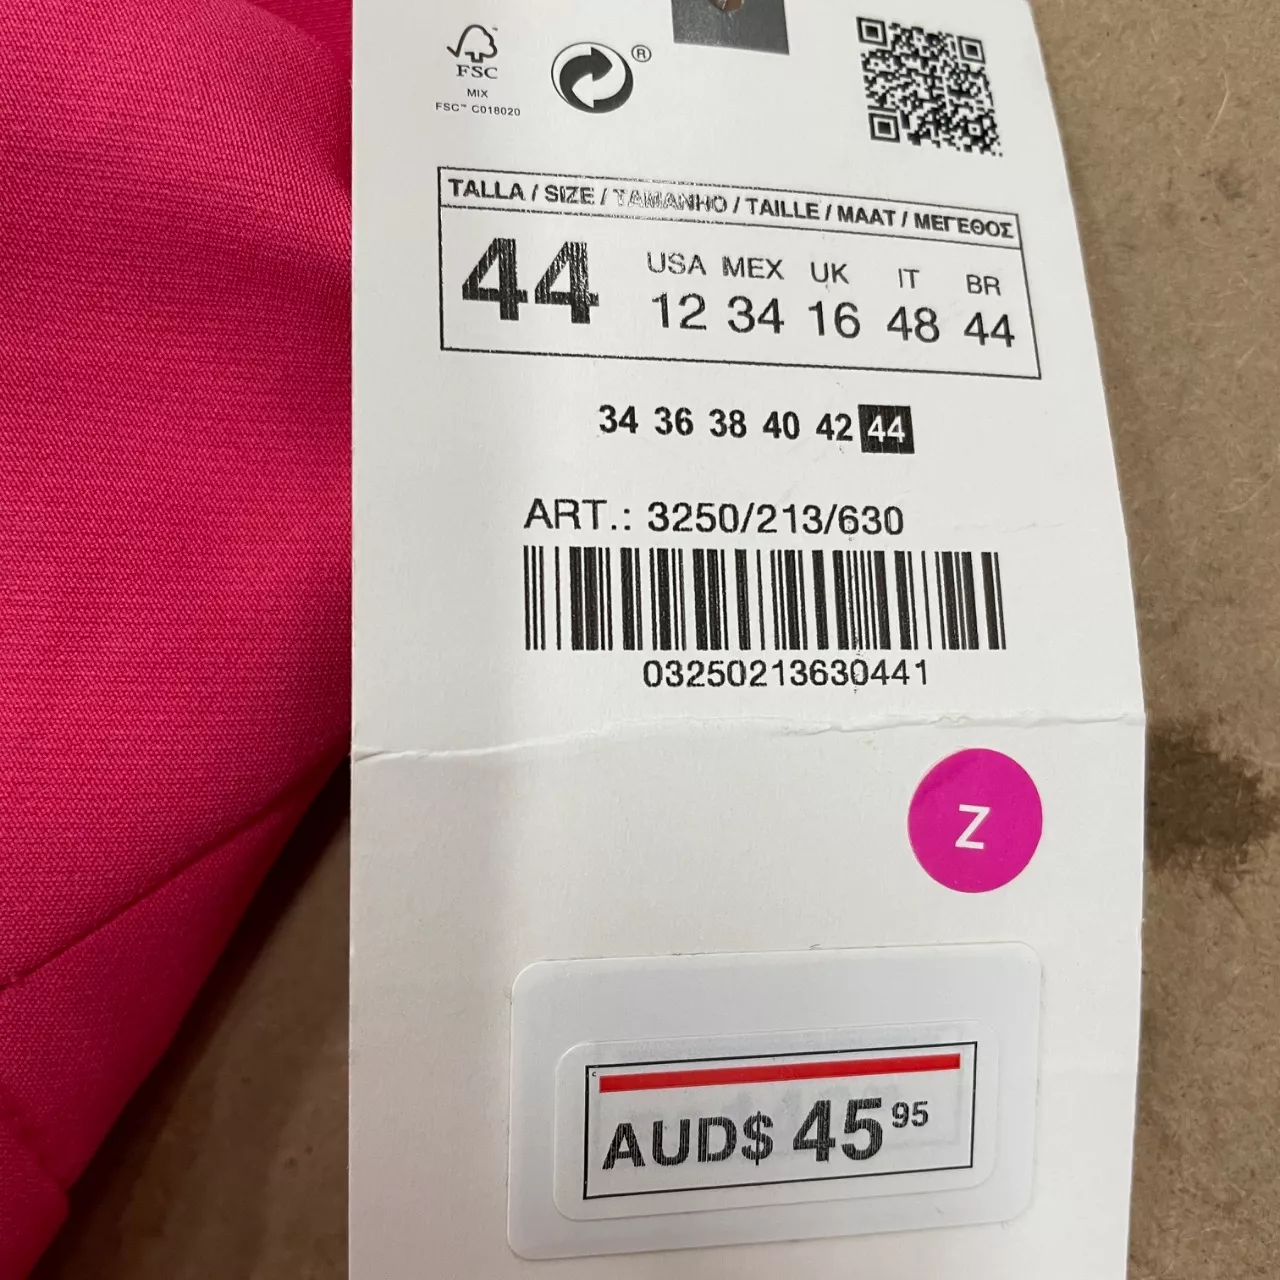 FSC™
MIX
FSC™ C018020
®
TALLA / SIZE / TAMANHO / TAILLE / MAAT / ΜΕΓΕΘΟΣ
44
USA MEX UK IT BR
12 34 16 48 44
34 36 38 40 42 44
ART.: 3250/213/630
03250213630441
Z
c
AUD$ 45 95